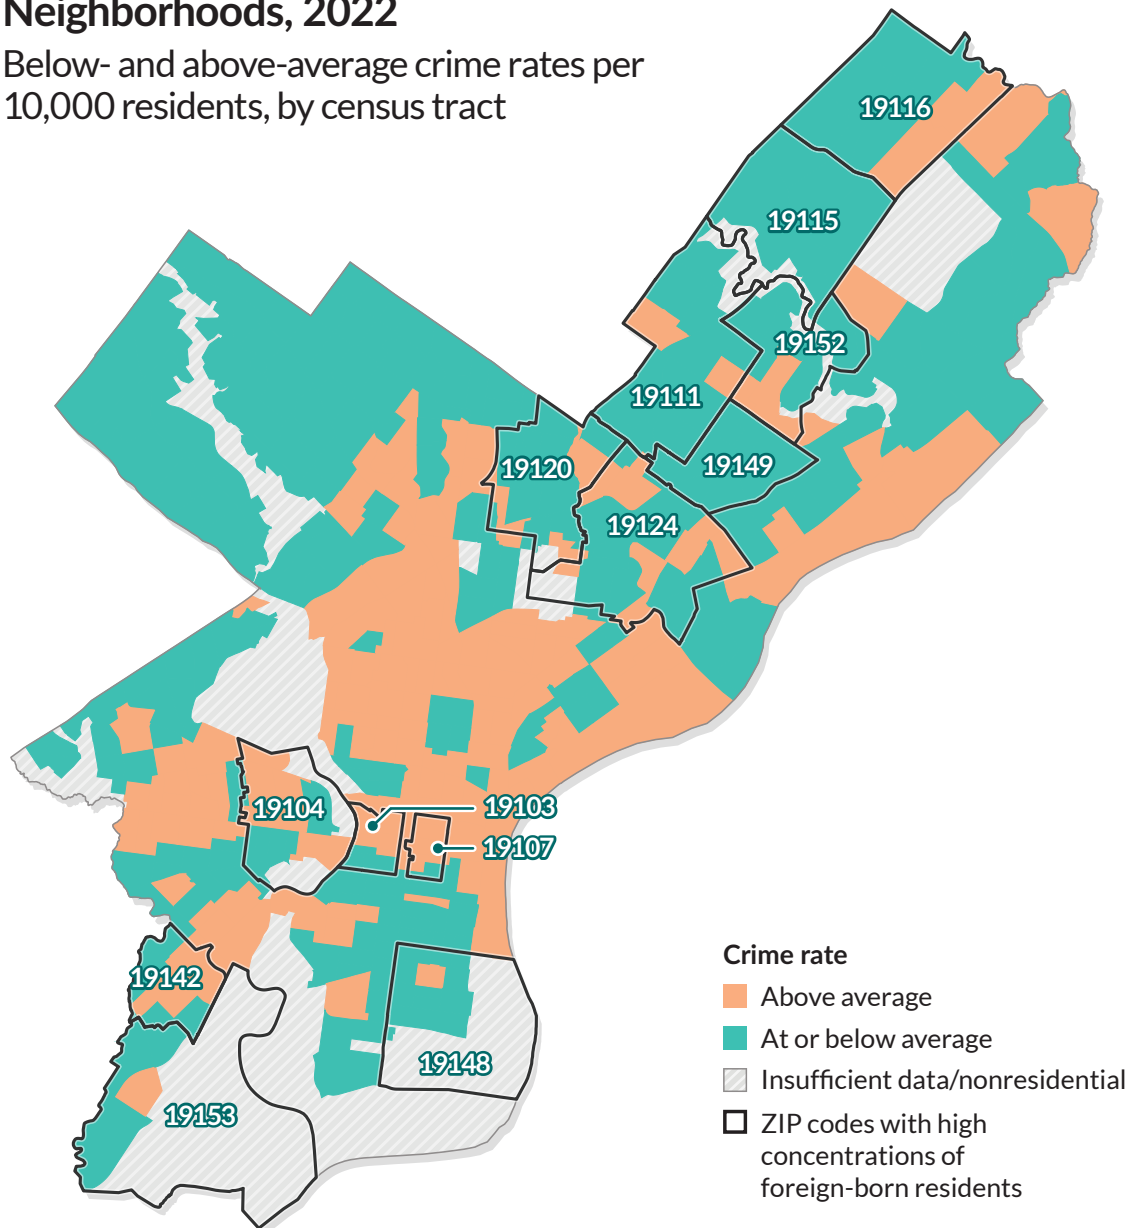 Neighborhoods, 2022
Below- and above-average crime rates per
10,000 residents, by census tract
19116
19115
19152
19111
19120
19149
19124
19104
19103
19107
19142
19148
19153
Crime rate
Above average
At or below average
Insufficient data/nonresidential
ZIP codes with high
concentrations of
foreign-born residents